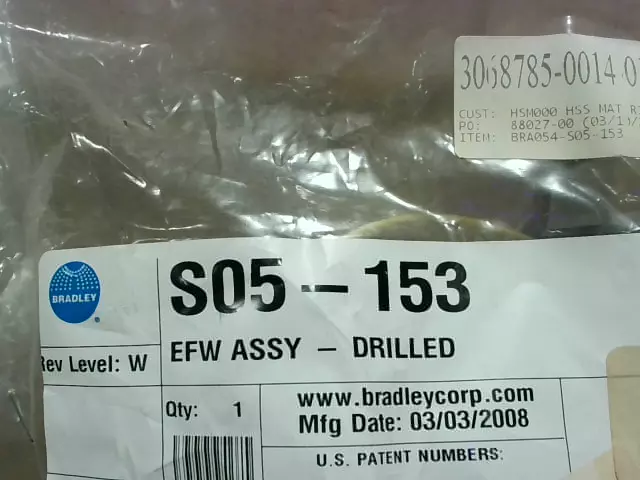 3068785-0014
CUST: HSM000 HSS MAT
PO: 88027-00
ITEM: BRA054-S05-153
BRADLEY
S05-153
EFW ASSY - DRILLED
Rev Level: W
Qty: 1
www.bradleycorp.com
Mfg Date: 03/03/2008
U.S. PATENT NUMBERS: